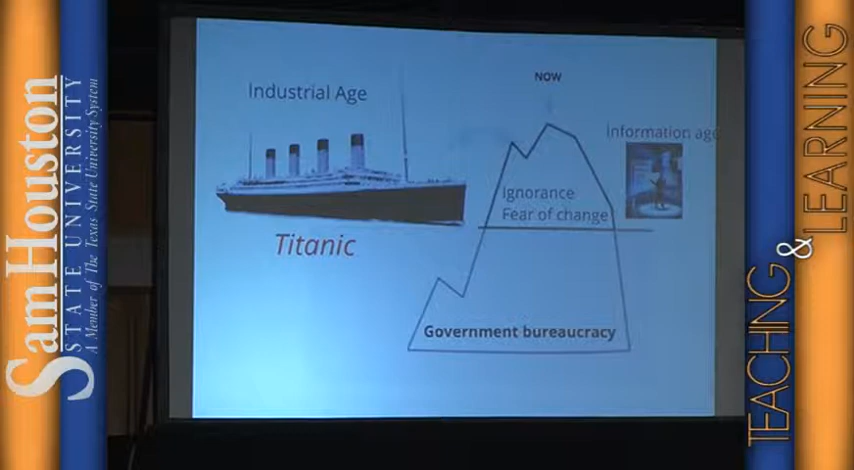 Sam Houston
STATE UNIVERSITY
A Member of The Texas State University System
Industrial Age
Titanic
NOW
Information age
Ignorance
Fear of change
Government bureaucracy
TEACHING
&
LEARNING